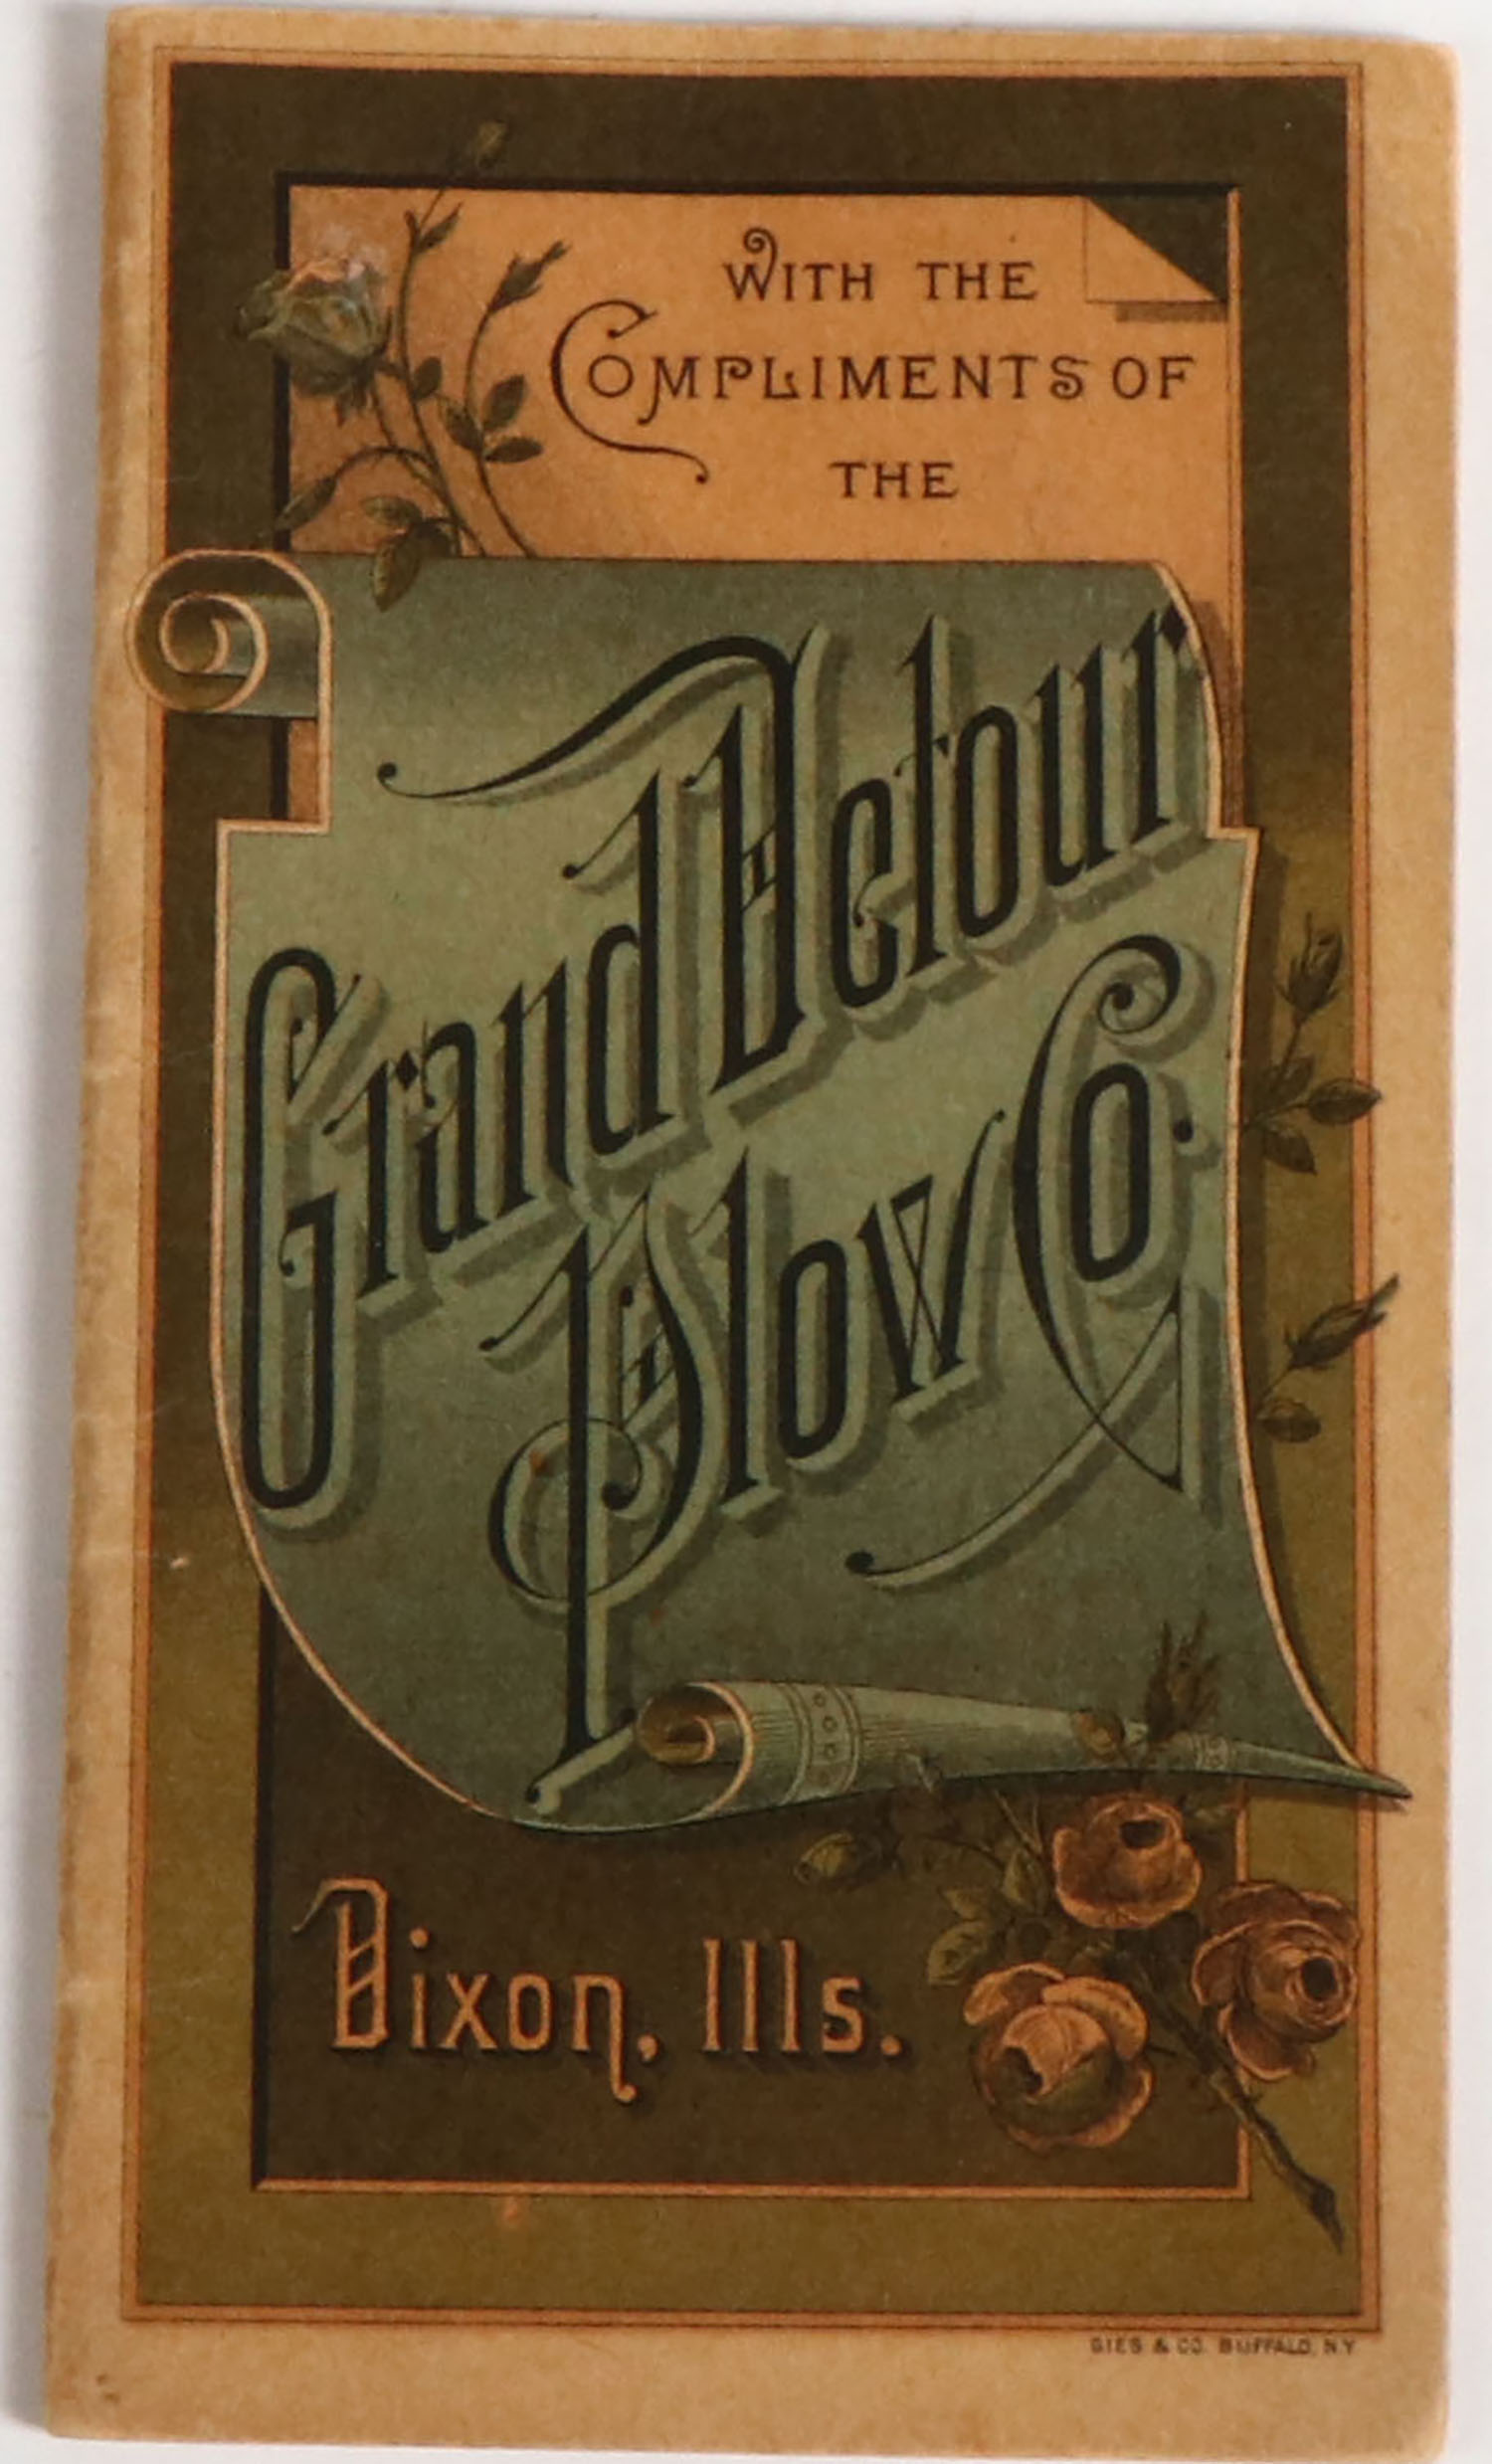 WITH THE
COMPLIMENTS OF
THE
Grand Detour
Plow Co.
Dixon, Ills.
GIES & CO. BUFFALO, N.Y